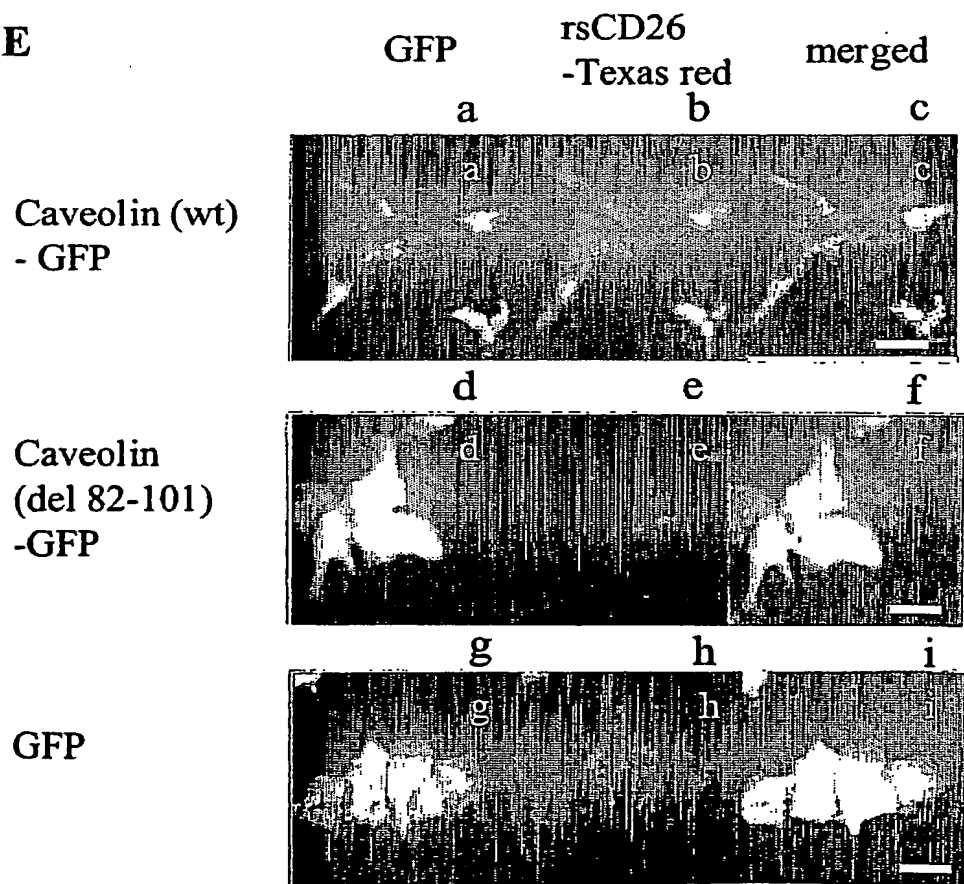 E
GFP
rsCD26
-Texas red
merged
a b c
a b c
Caveolin (wt)
- GFP
d e f
d e f
Caveolin
(del 82-101)
-GFP
g h i
g h i
GFP